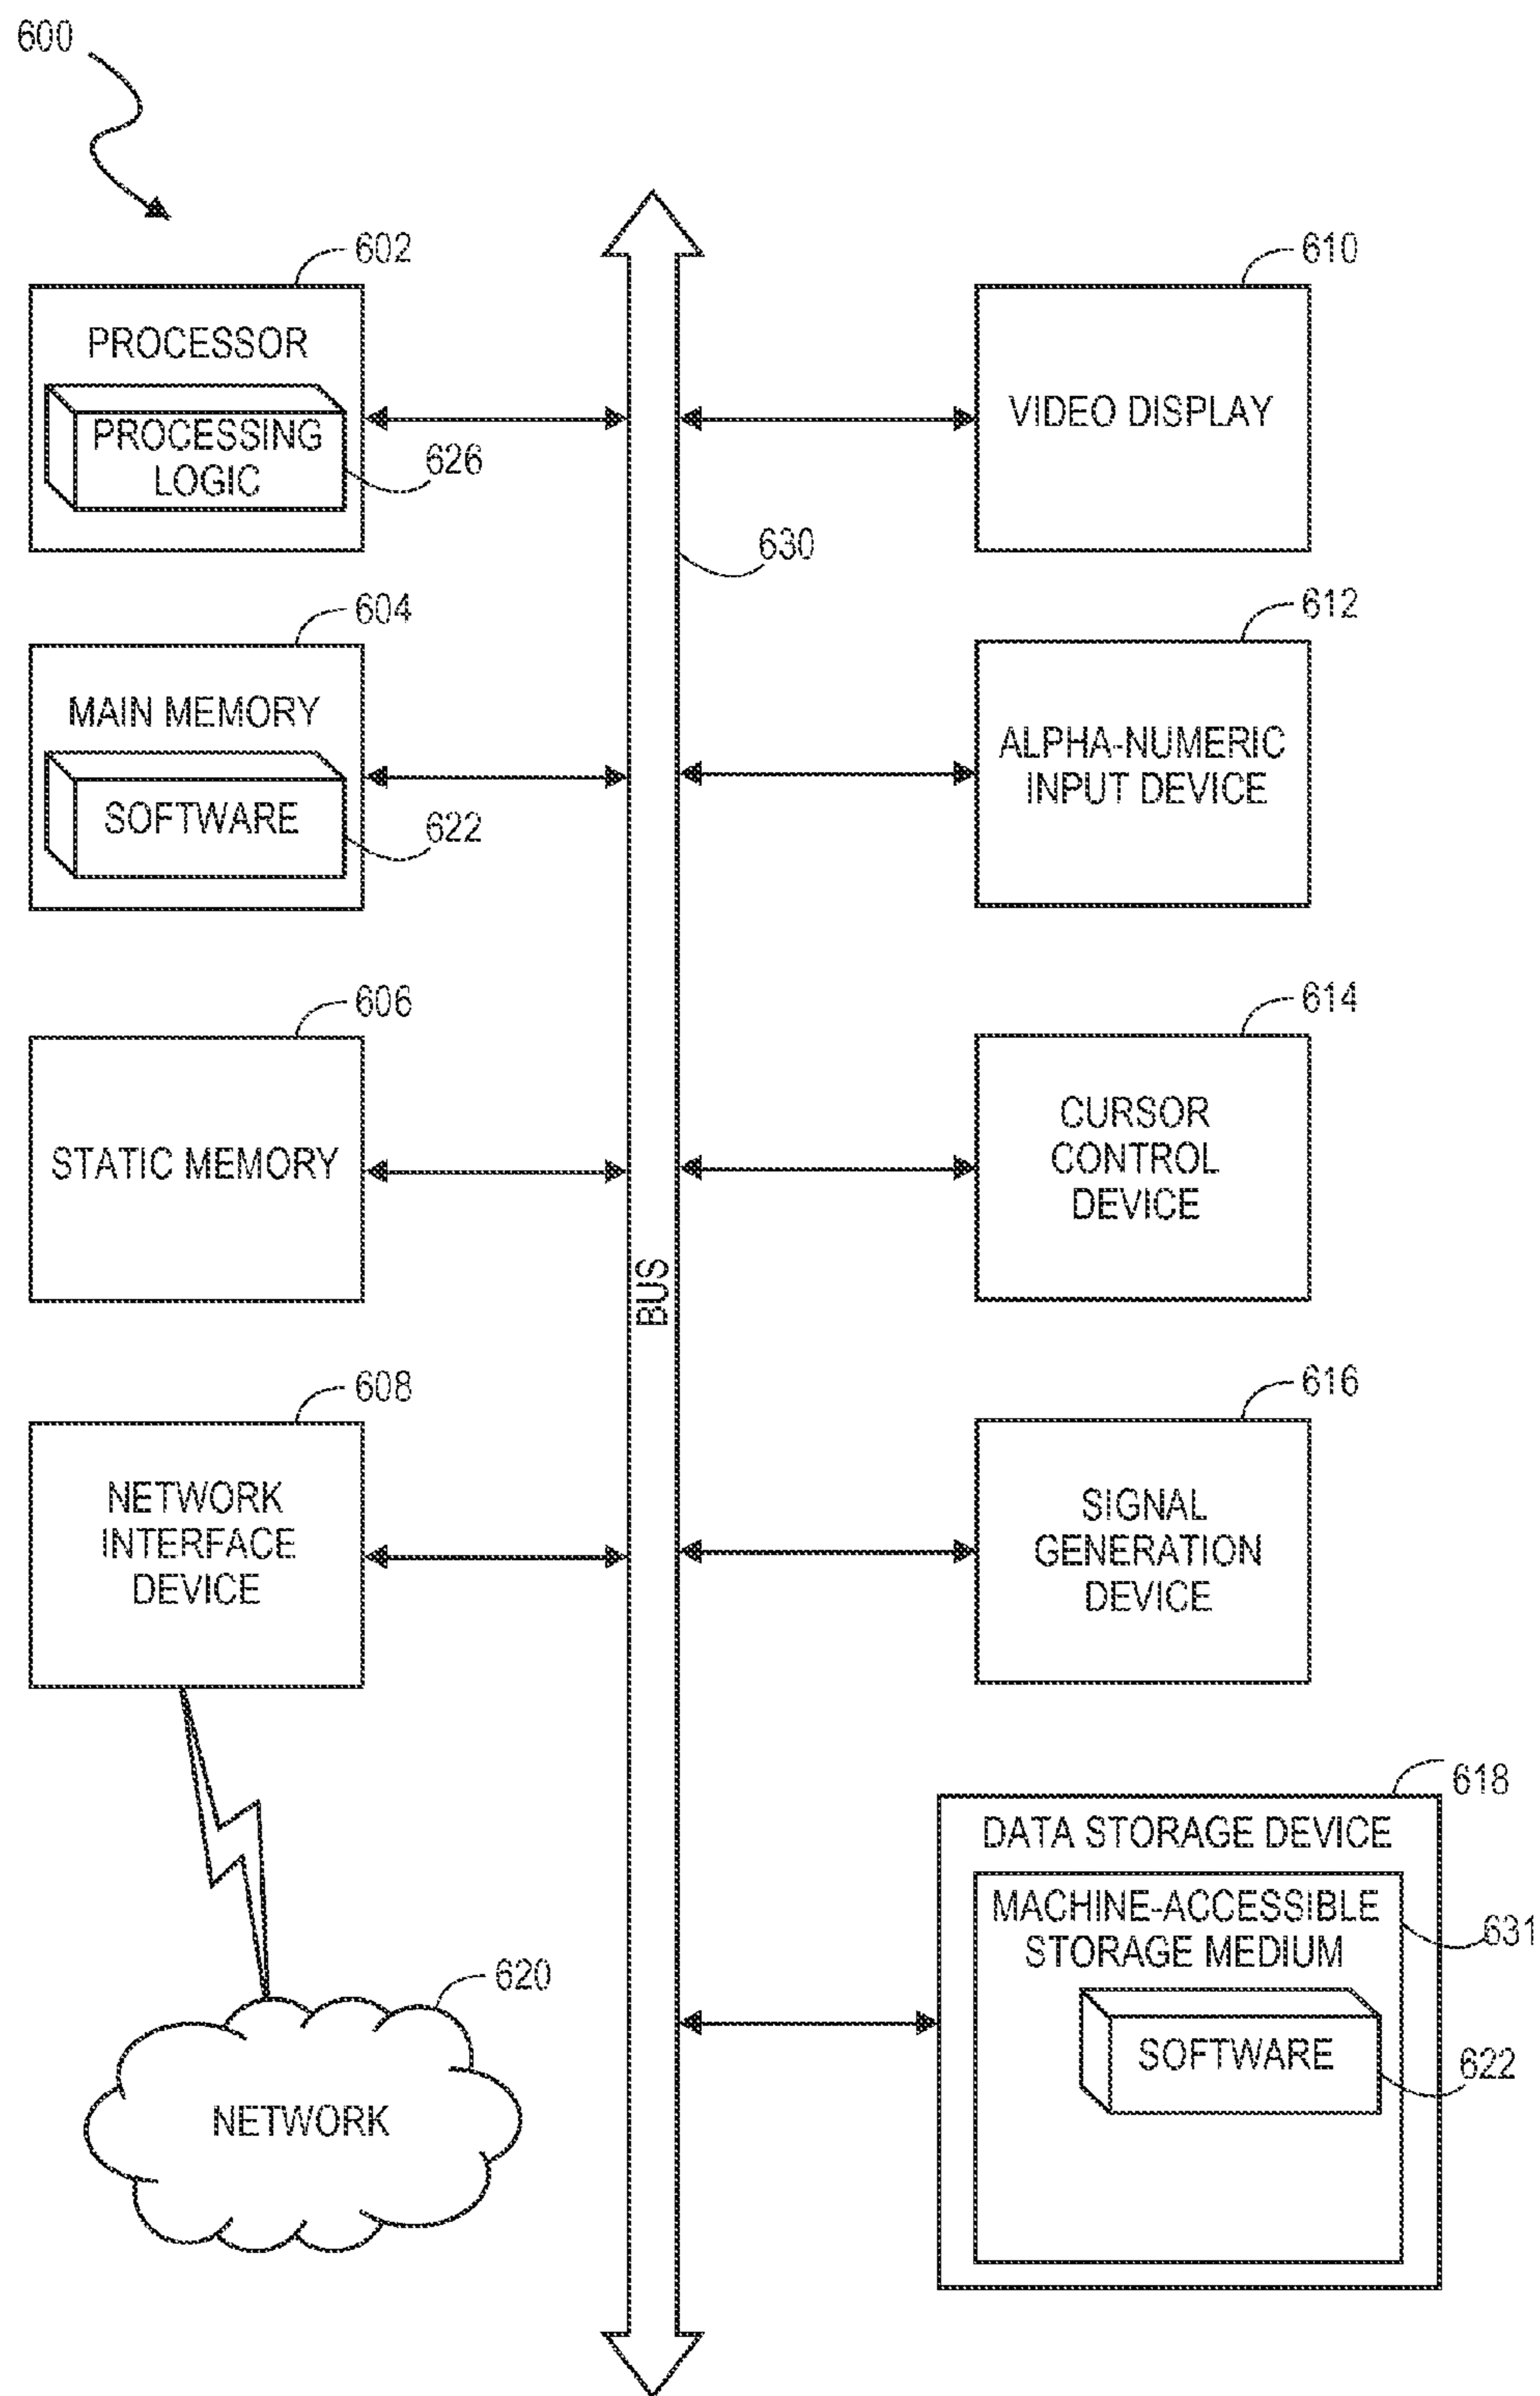 600
602
PROCESSOR
PROCESSING
LOGIC
626
604
MAIN MEMORY
SOFTWARE
622
606
STATIC MEMORY
608
NETWORK
INTERFACE
DEVICE
620
NETWORK
BUS
630
610
VIDEO DISPLAY
612
ALPHA-NUMERIC
INPUT DEVICE
614
CURSOR
CONTROL
DEVICE
616
SIGNAL
GENERATION
DEVICE
618
DATA STORAGE DEVICE
MACHINE-ACCESSIBLE
STORAGE MEDIUM
631
SOFTWARE
622